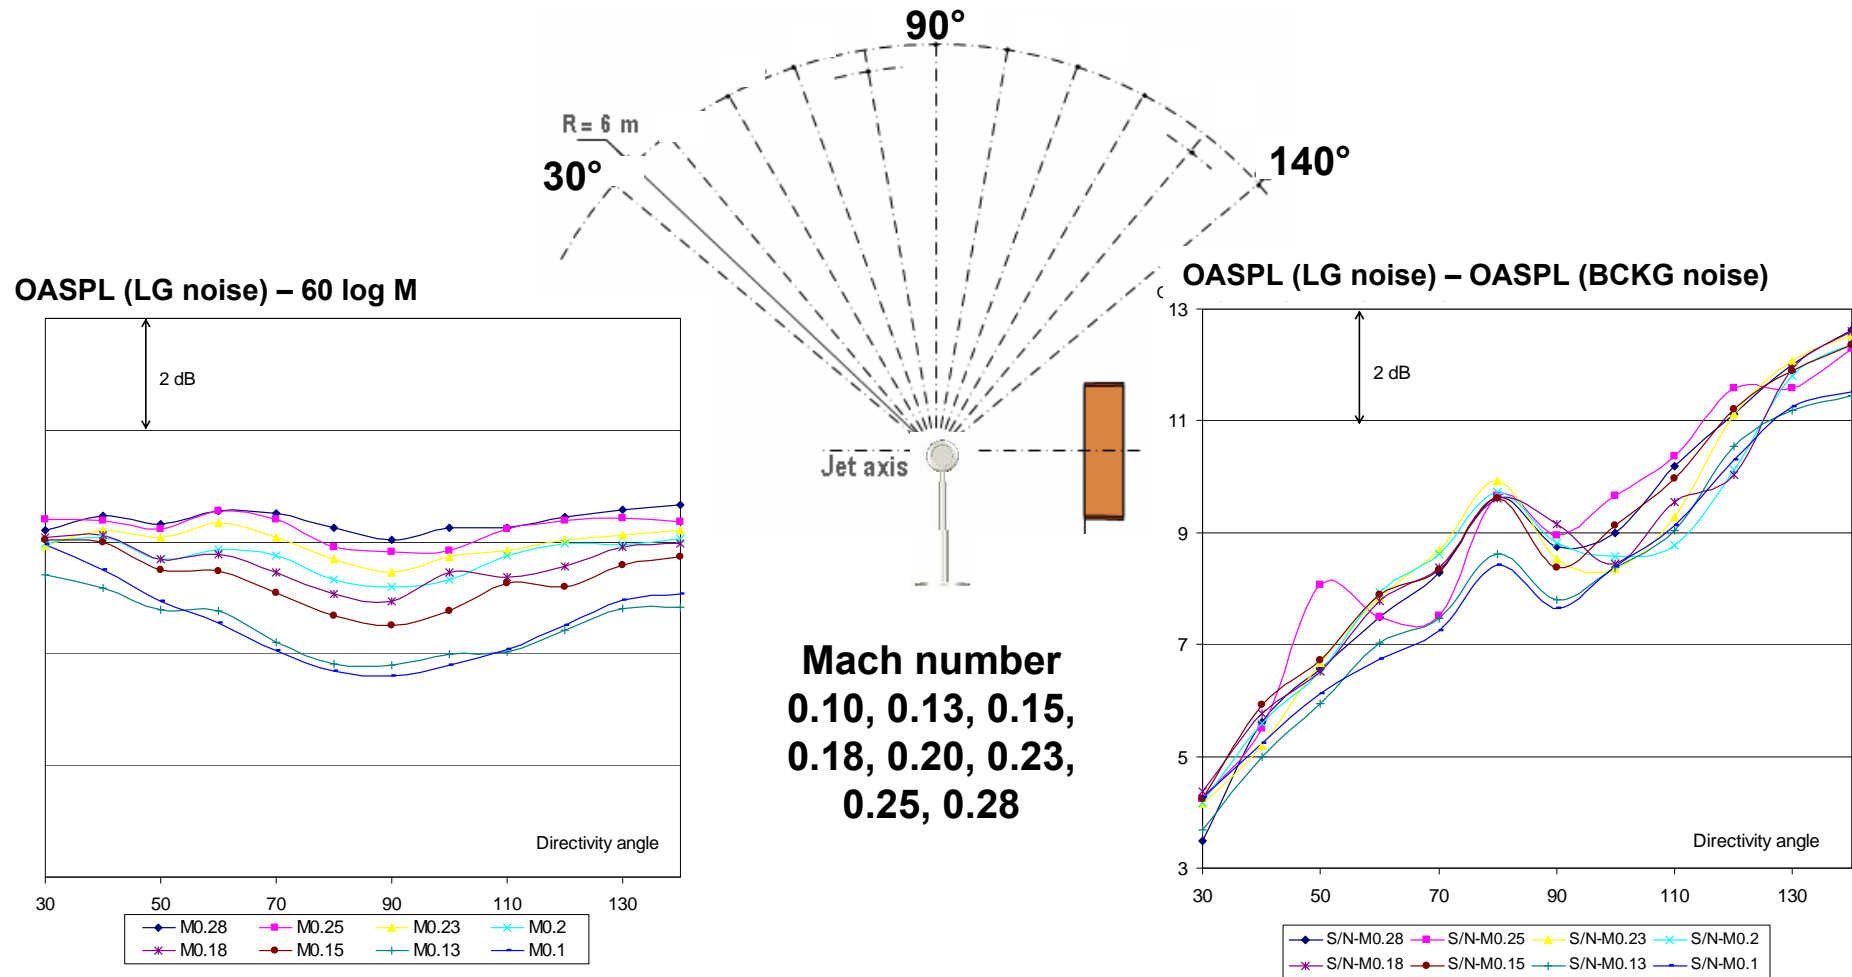 90°
R = 6 m
30°
140°
OASPL (LG noise) – 60 log M
2 dB
Directivity angle
30 50 70 90 110 130
M0.28 M0.25 M0.23 M0.2
M0.18 M0.15 M0.13 M0.1
Jet axis
Mach number
0.10, 0.13, 0.15,
0.18, 0.20, 0.23,
0.25, 0.28
OASPL (LG noise) – OASPL (BCKG noise)
13
2 dB
11
9
7
5
3
Directivity angle
30 50 70 90 110 130
S/N-M0.28 S/N-M0.25 S/N-M0.23 S/N-M0.2
S/N-M0.18 S/N-M0.15 S/N-M0.13 S/N-M0.1